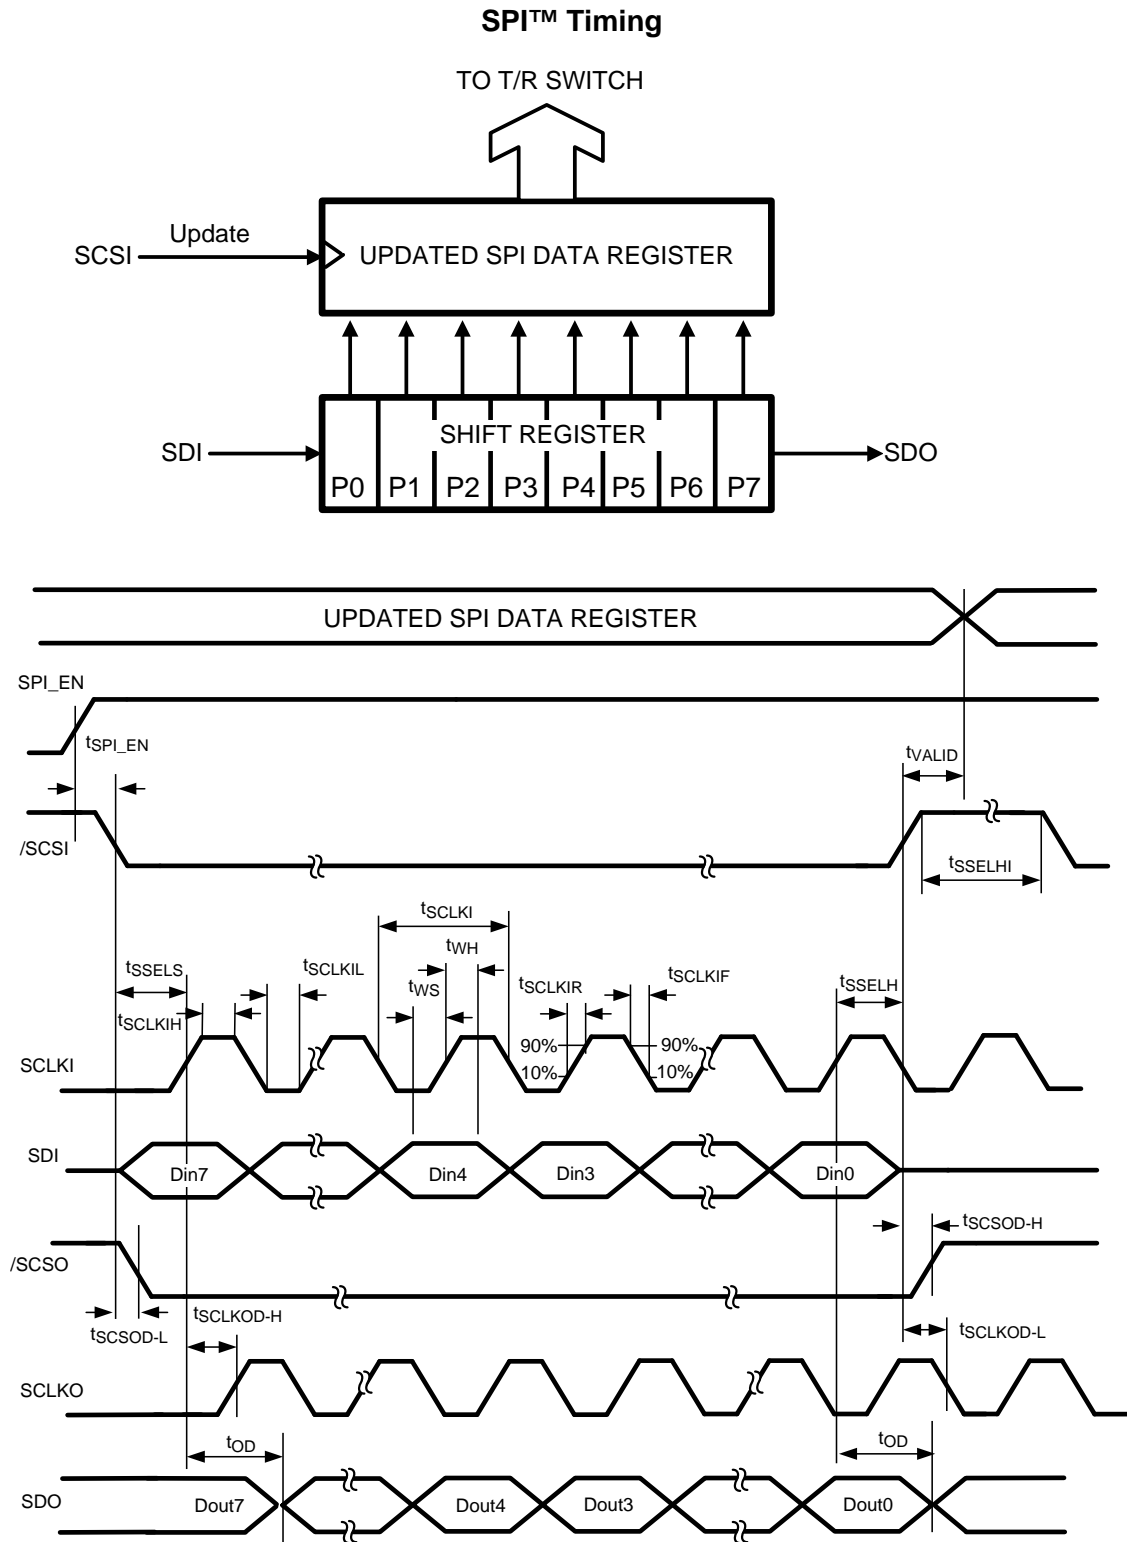 SPI™ Timing
TO T/R SWITCH
Update
SCSI
UPDATED SPI DATA REGISTER
SHIFT REGISTER
SDI
SDO
P0 P1 P2 P3 P4 P5 P6 P7
UPDATED SPI DATA REGISTER
SPI_EN
tSPI_EN
tVALID
/SCSI
tSSELHI
tSCLKI
tWH
tSSELS
tSCLKIL
tWS
tSCLKIR
tSCLKIF
tSSELH
tSCLKIH
90%
90%
SCLKI
10%
10%
SDI
Din7
Din4
Din3
Din0
tSCSOD-H
/SCSO
tSCLKOD-H
tSCSOD-L
tSCLKOD-L
SCLKO
tOD
tOD
SDO
Dout7
Dout4
Dout3
Dout0